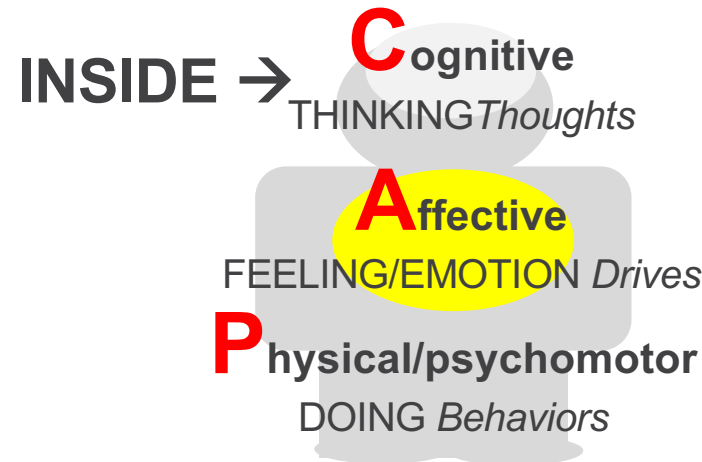 Cognitive
INSIDE →
THINKINGThoughts
Affective
FEELING/EMOTION Drives
Physical/psychomotor
DOING Behaviors